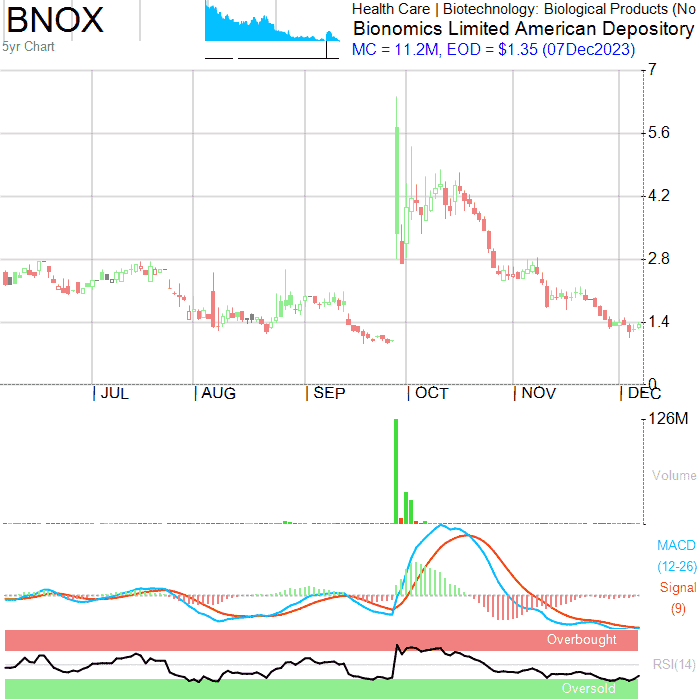 BNOX
5yr Chart
Health Care | Biotechnology: Biological Products (No
Bionomics Limited American Depository
MC = 11.2M, EOD = $1.35 (07Dec2023)
7
5.6
4.2
2.8
1.4
0
JUL
AUG
SEP
OCT
NOV
DEC
126M
Volume
MACD
(12-26)
Signal
(9)
Overbought
RSI(14)
Oversold